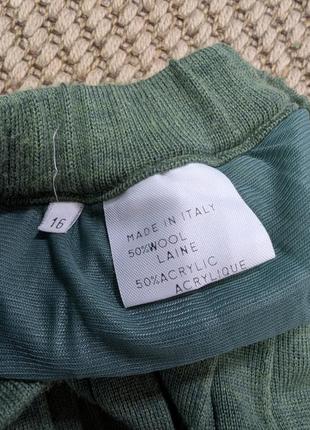 16
MADE IN ITALY
50%WOOL
LAINE
50%ACRYLIC
ACRYLIQUE